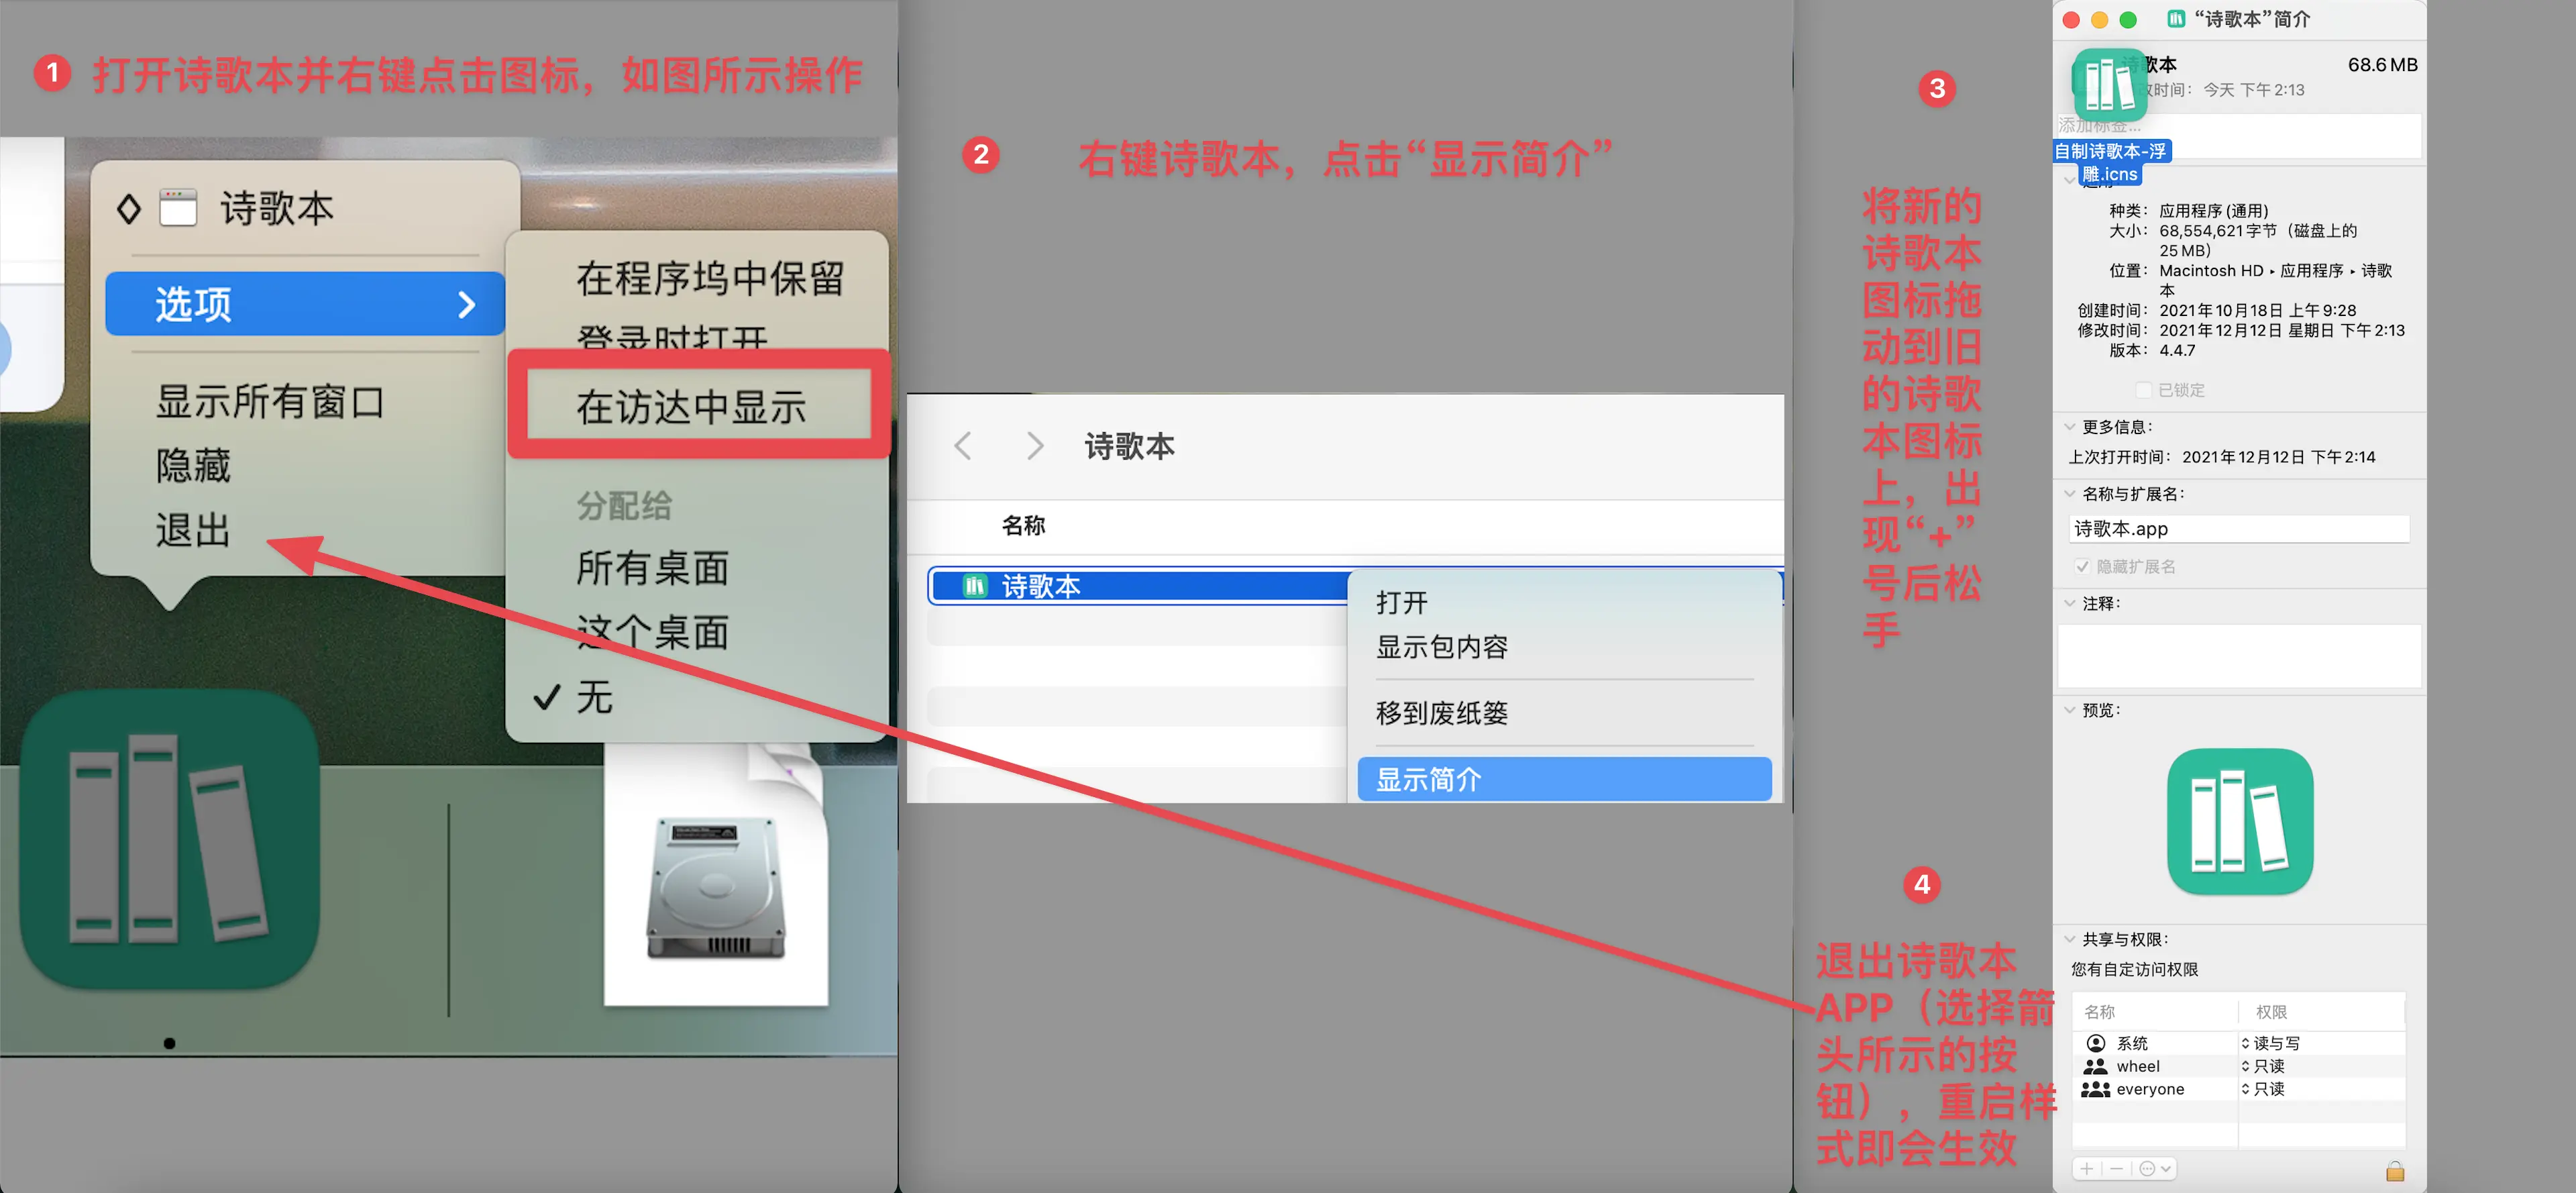 1 打开诗歌本并右键点击图标，如图所示操作
诗歌本
选项
显示所有窗口
隐藏
退出
在程序坞中保留
登录时打开
在访达中显示
分配给
所有桌面
这个桌面
✓ 无
2 右键诗歌本，点击“显示简介”
诗歌本
名称
诗歌本
打开
显示包内容
移到废纸篓
显示简介
3
将新的
诗歌本
图标拖
动到旧
的诗歌
本图标
上，出
现“+”
号后松
手
4
退出诗歌本
APP（选择箭
头所示的按
钮），重启样
式即会生效
“诗歌本”简介
诗歌本 68.6 MB
改时间：今天 下午2:13
添加标签...
自制诗歌本-浮
雕.icns
通用:
种类：应用程序 (通用)
大小：68,554,621字节（磁盘上的
25 MB）
位置：Macintosh HD ▸ 应用程序 ▸ 诗歌
本
创建时间：2021年10月18日 上午9:28
修改时间：2021年12月12日 星期日 下午2:13
版本：4.4.7
已锁定
更多信息:
上次打开时间：2021年12月12日 下午2:14
名称与扩展名:
诗歌本.app
隐藏扩展名
注释:
预览:
共享与权限:
您有自定访问权限
名称 权限
系统 读与写
wheel 只读
everyone 只读